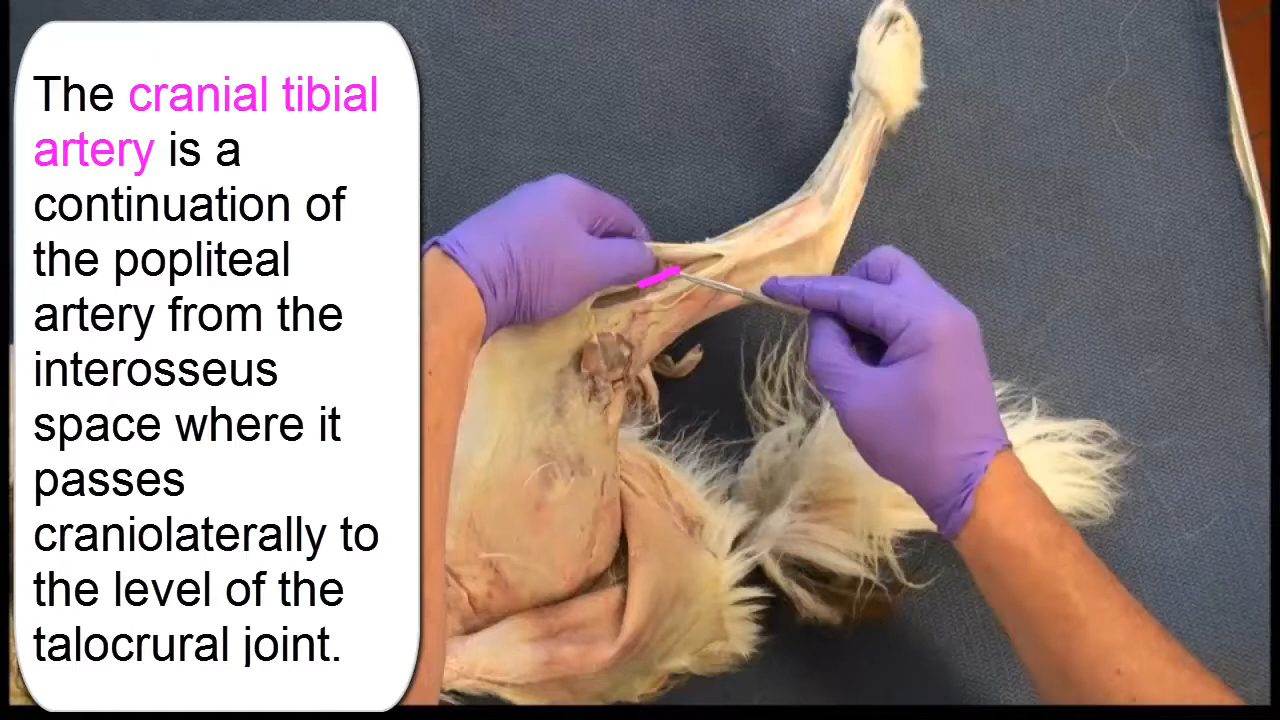 The cranial tibial
artery is a
continuation of
the popliteal
artery from the
interosseus
space where it
passes
craniolaterally to
the level of the
talocrural joint.